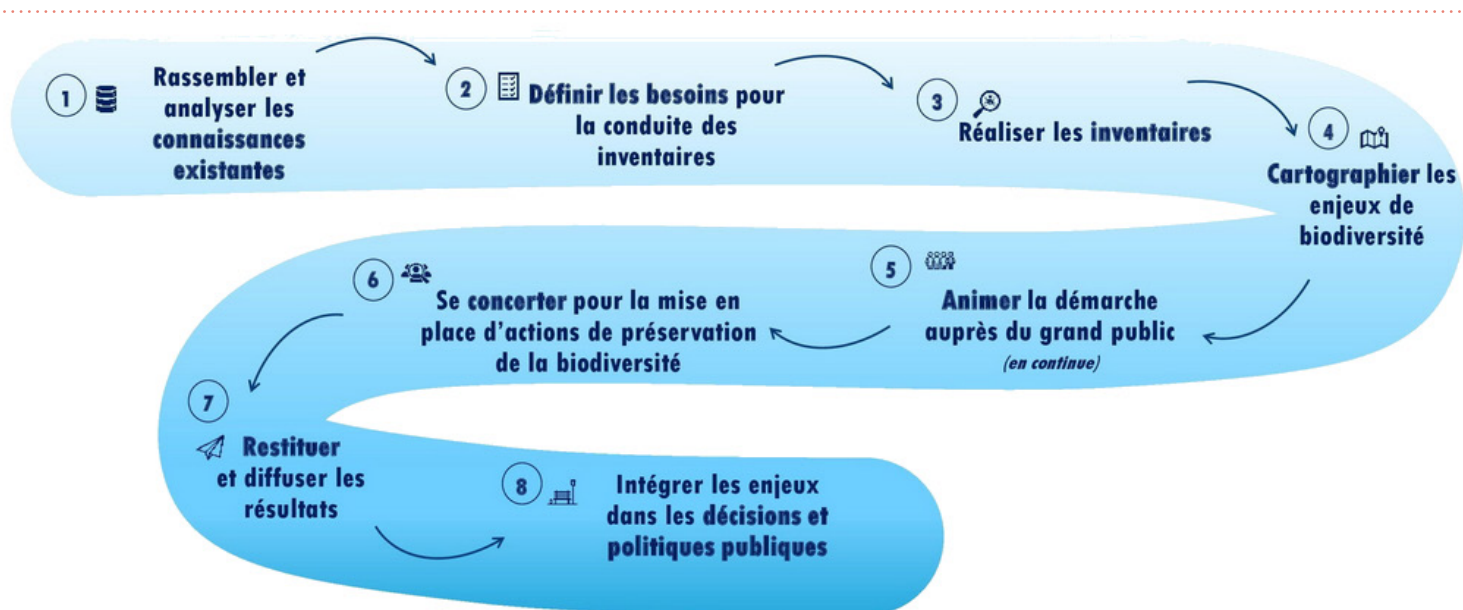 1
Rassembler et
analyser les
connaissances
existantes
2
Définir les besoins pour
la conduite des
inventaires
3
Réaliser les inventaires
4
Cartographier les
enjeux de
biodiversité
5
Animer la démarche
auprès du grand public
(en continue)
6
Se concerter pour la mise en
place d'actions de préservation
de la biodiversité
7
Restituer
et diffuser les
résultats
8
Intégrer les enjeux
dans les décisions et
politiques publiques